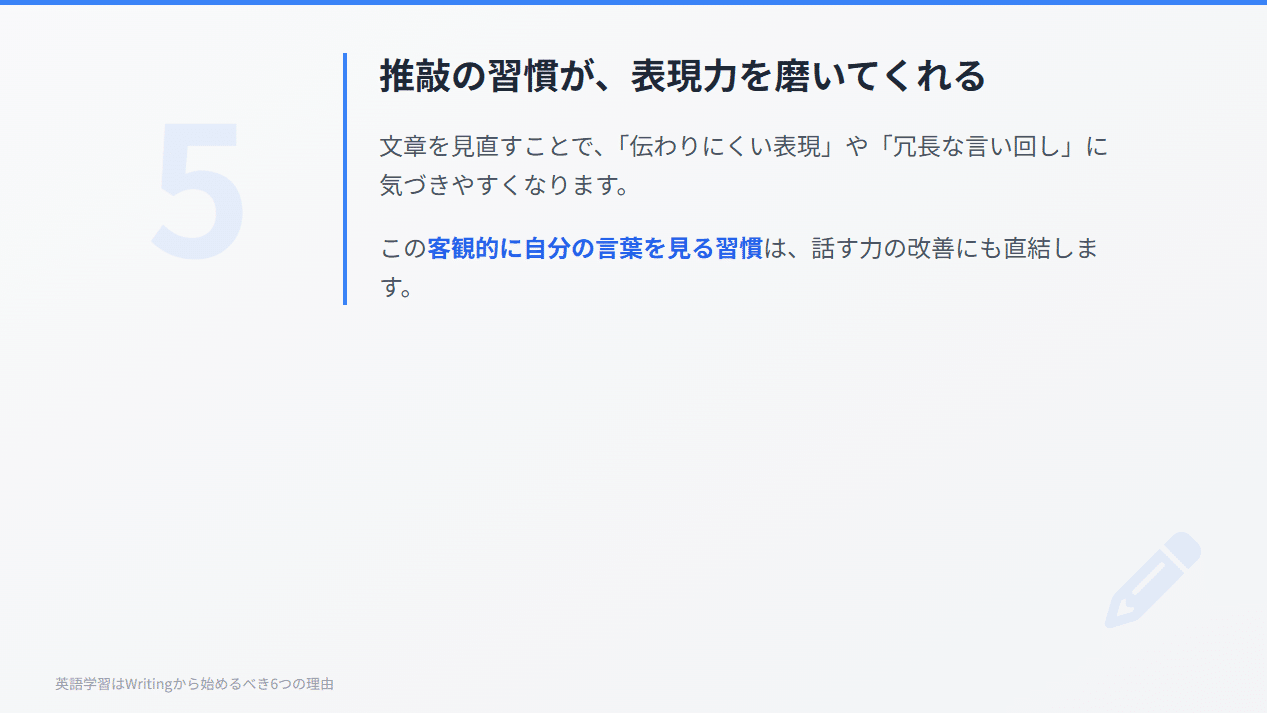 5
推敲の習慣が、表現力を磨いてくれる
文章を見直すことで、「伝わりにくい表現」や「冗長な言い回し」に
気づきやすくなります。
この客観的に自分の言葉を見る習慣は、話す力の改善にも直結しま
す。
英語学習はWritingから始めるべき6つの理由